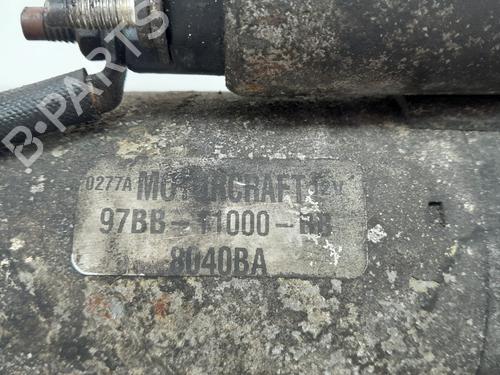 B-PARTS
0277A MOTORCRAFT 12V
97BB-11000-HB
8040BA